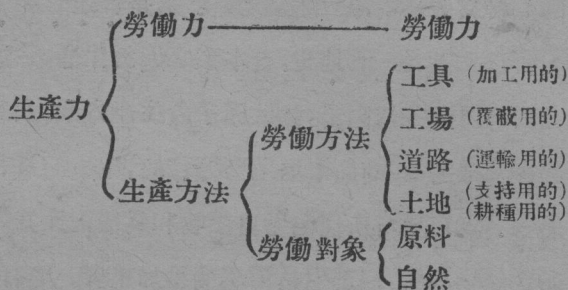 勞働力 勞働力
工具(加工用的)
生產力 工場(覆蔽用的)
勞働方法
道路(運輸用的)
生產方法 土地(支持用的)
(耕種用的)
原料
勞働對象
自然